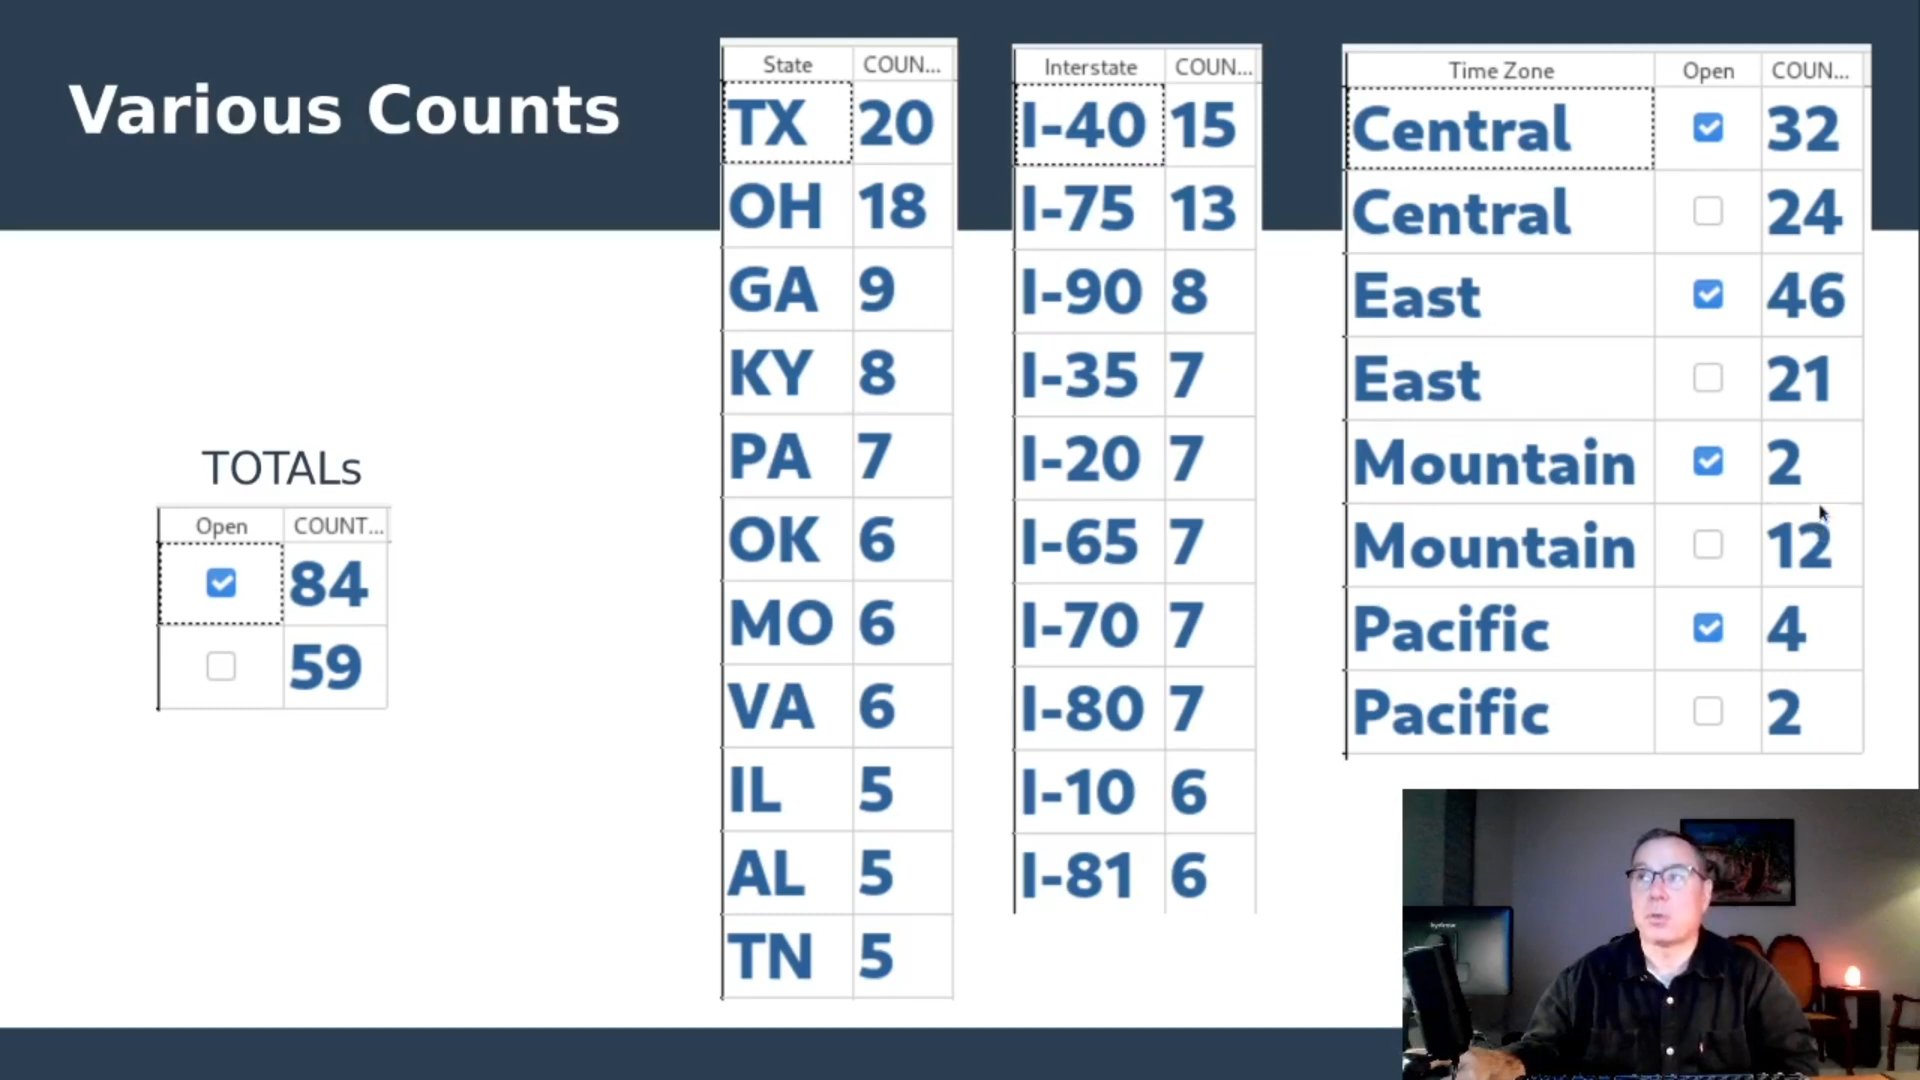 Various Counts
TOTALs
Open COUNT...
84
59
State COUN...
TX 20
OH 18
GA 9
KY 8
PA 7
OK 6
MO 6
VA 6
IL 5
AL 5
TN 5
Interstate COUN...
I-40 15
I-75 13
I-90 8
I-35 7
I-20 7
I-65 7
I-70 7
I-80 7
I-10 6
I-81 6
Time Zone Open COUN...
Central 32
Central 24
East 46
East 21
Mountain 2
Mountain 12
Pacific 4
Pacific 2